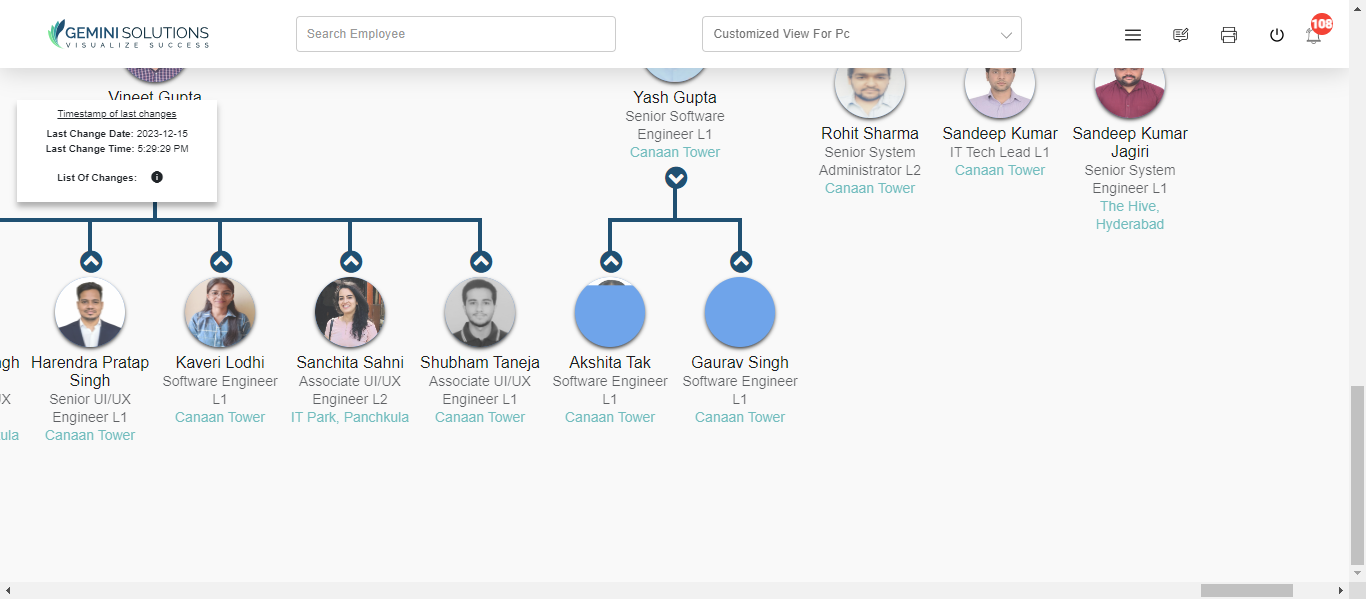 GEMINI SOLUTIONS
VISUALIZE SUCCESS
Search Employee
Customized View For Pc
108
Vineet Gupta
Timestamp of last changes
Last Change Date: 2023-12-15
Last Change Time: 5:29:29 PM
List Of Changes:
Yash Gupta
Senior Software
Engineer L1
Canaan Tower
Rohit Sharma
Senior System
Administrator L2
Canaan Tower
Sandeep Kumar
IT Tech Lead L1
Canaan Tower
Sandeep Kumar
Jagiri
Senior System
Engineer L1
The Hive,
Hyderabad
Harendra Pratap
Singh
Senior UI/UX
Engineer L1
Canaan Tower
Kaveri Lodhi
Software Engineer
L1
Canaan Tower
Sanchita Sahni
Associate UI/UX
Engineer L2
IT Park, Panchkula
Shubham Taneja
Associate UI/UX
Engineer L1
Canaan Tower
Akshita Tak
Software Engineer
L1
Canaan Tower
Gaurav Singh
Software Engineer
L1
Canaan Tower